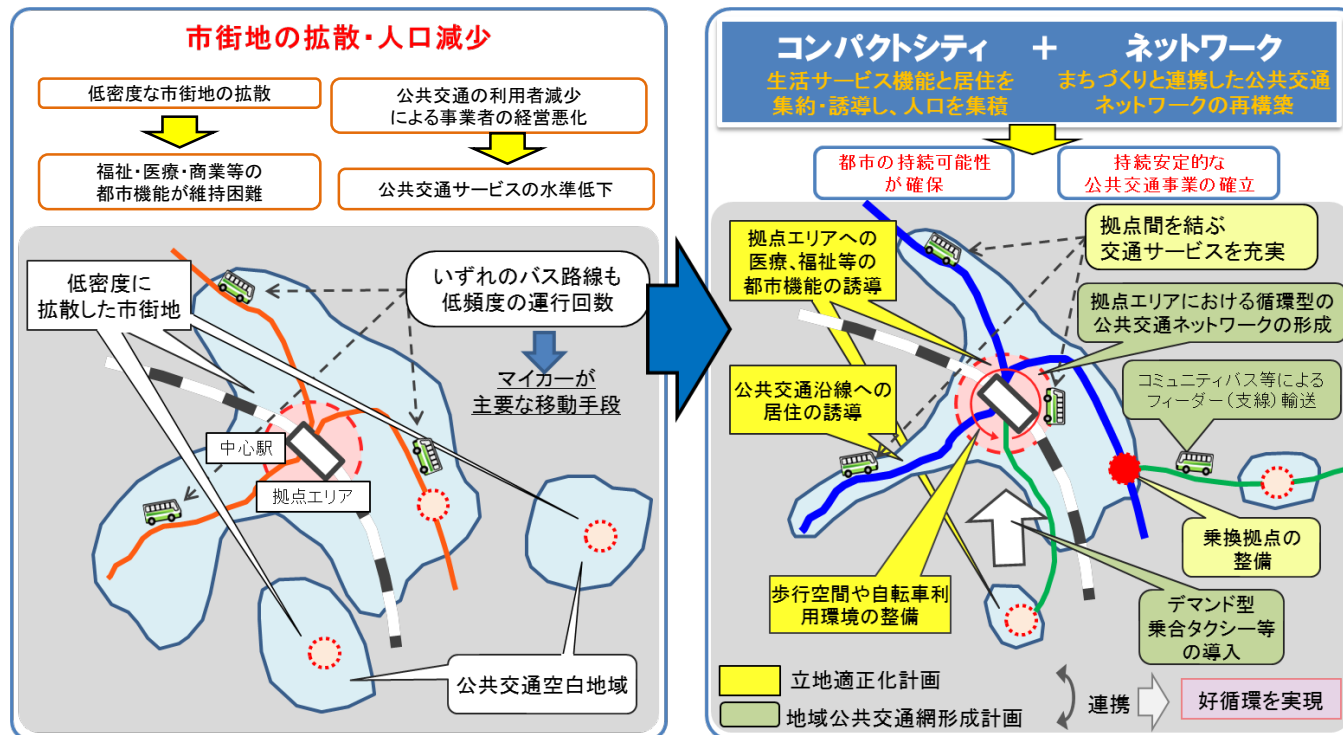 市街地の拡散・人口減少
低密度な市街地の拡散
公共交通の利用者減少
による事業者の経営悪化
福祉・医療・商業等の
都市機能が維持困難
公共交通サービスの水準低下
低密度に
拡散した市街地
いずれのバス路線も
低頻度の運行回数
マイカーが
主要な移動手段
中心駅
拠点エリア
公共交通空白地域
コンパクトシティ + ネットワーク
生活サービス機能と居住を
集約・誘導し、人口を集積
まちづくりと連携した公共交通
ネットワークの再構築
都市の持続可能性
が確保
持続安定的な
公共交通事業の確立
拠点エリアへの
医療、福祉等の
都市機能の誘導
拠点間を結ぶ
交通サービスを充実
拠点エリアにおける循環型の
公共交通ネットワークの形成
公共交通沿線への
居住の誘導
コミュニティバス等による
フィーダー(支線)輸送
乗換拠点の
整備
歩行空間や自転車利
用環境の整備
デマンド型
乗合タクシー等
の導入
立地適正化計画
地域公共交通網形成計画
連携
好循環を実現